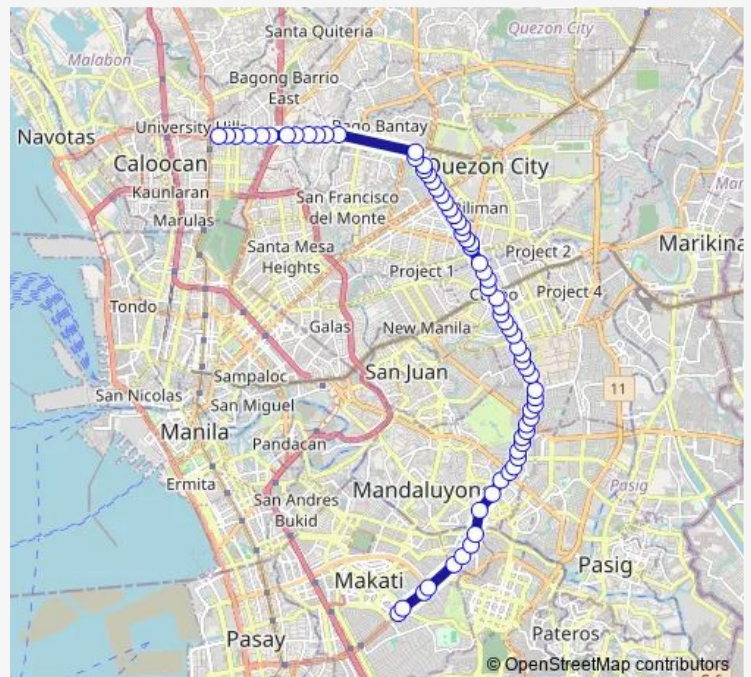 Santa Quiteria
Quezon City
Malabon
Bagong Barrio
East
Navotas
University Hills
Bago Bantay
Caloocan
Quezon City
Kaunlaran
San Francisco
del Monte
Marulas
Santa Mesa
Heights
Project 2
Marikina
Project 1
Project 4
Tondo
Galas
New Manila
San Juan
Sampaloc
11
San Nicolas
San Miguel
Manila
Pandacan
Ermita
Mandaluyon
Pasig
San Andres
Bukid
Pasig
Makati
Pasay
Pateros
© OpenStreetMap contributors